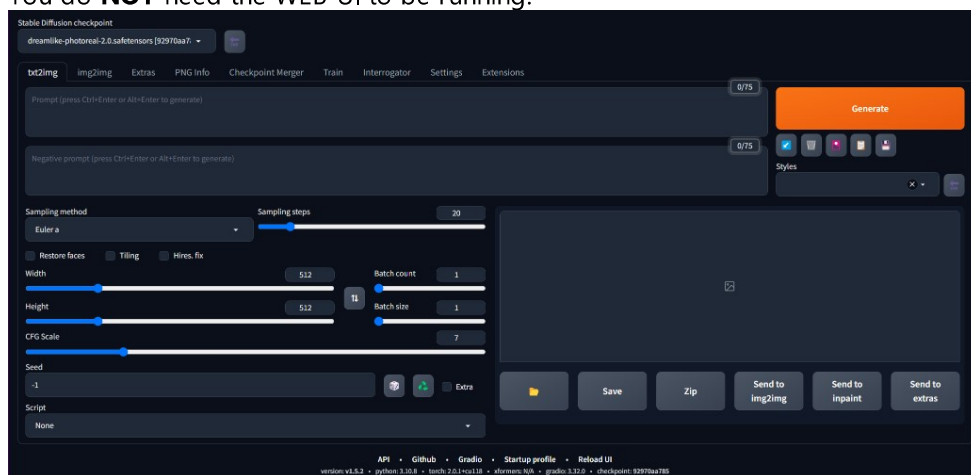 You do NOT need the WEB UI to be running.
Stable Diffusion checkpoint
dreamlike-photoreal-2.0.safetensors [92970aa7
txt2img img2img Extras PNG Info Checkpoint Merger Train Interrogator Settings Extensions
0/75
Prompt (press Ctrl+Enter or Alt+Enter to generate)
Generate
0/75
Negative prompt (press Ctrl+Enter or Alt+Enter to generate)
Styles
Sampling method
Sampling steps
20
Euler a
Restore faces Tiling Hires. fix
Width
512
Batch count
1
Height
512
Batch size
1
CFG Scale
7
Seed
-1
Extra
Save
Zip
Send to img2img
Send to inpaint
Send to extras
Script
None
API • Github • Gradio • Startup profile • Reload UI
version: v1.5.2 • python: 3.10.8 • torch: 2.0.1+cu118 • xformers: N/A • gradio: 3.32.0 • checkpoint: 92970aa785